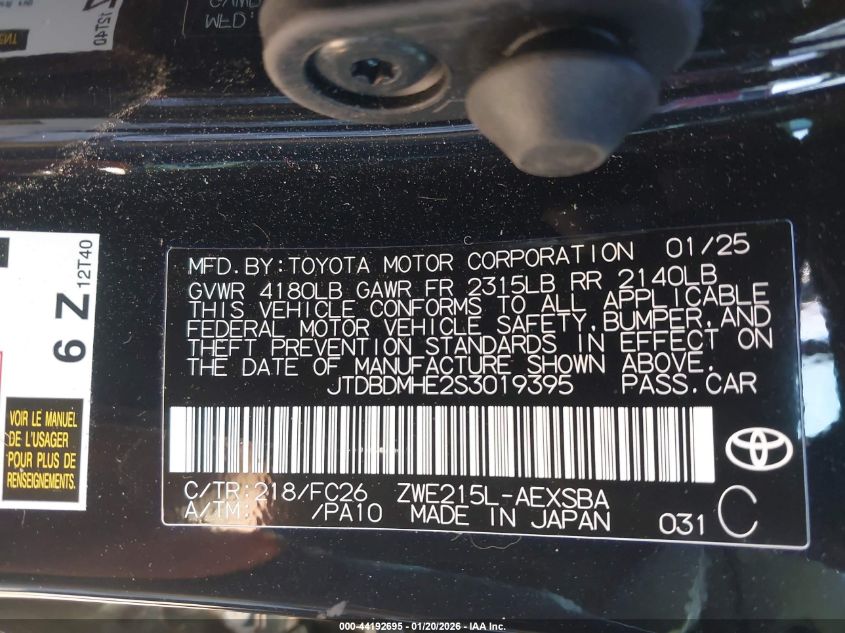 12T40
6 Z
12T40
MFD.BY:TOYOTA MOTOR CORPORATION 01/25
GVWR 4180LB GAWR FR 2315LB RR 2140LB
THIS VEHICLE CONFORMS TO ALL APPLICABLE
FEDERAL MOTOR VEHICLE SAFETY,BUMPER,AND
THEFT PREVENTION STANDARDS IN EFFECT ON
THE DATE OF MANUFACTURE SHOWN ABOVE.
JTDBDMHE2S3019395 PASS.CAR
C/TR:218/FC26 ZWE215L-AEXSBA
A/TM: /PA10 MADE IN JAPAN 031 C
VOIR LE MANUEL
DE L'USAGER
POUR PLUS DE
RENSEIGNEMENTS.
000-44192695 - 01/20/2026 - IAA Inc.